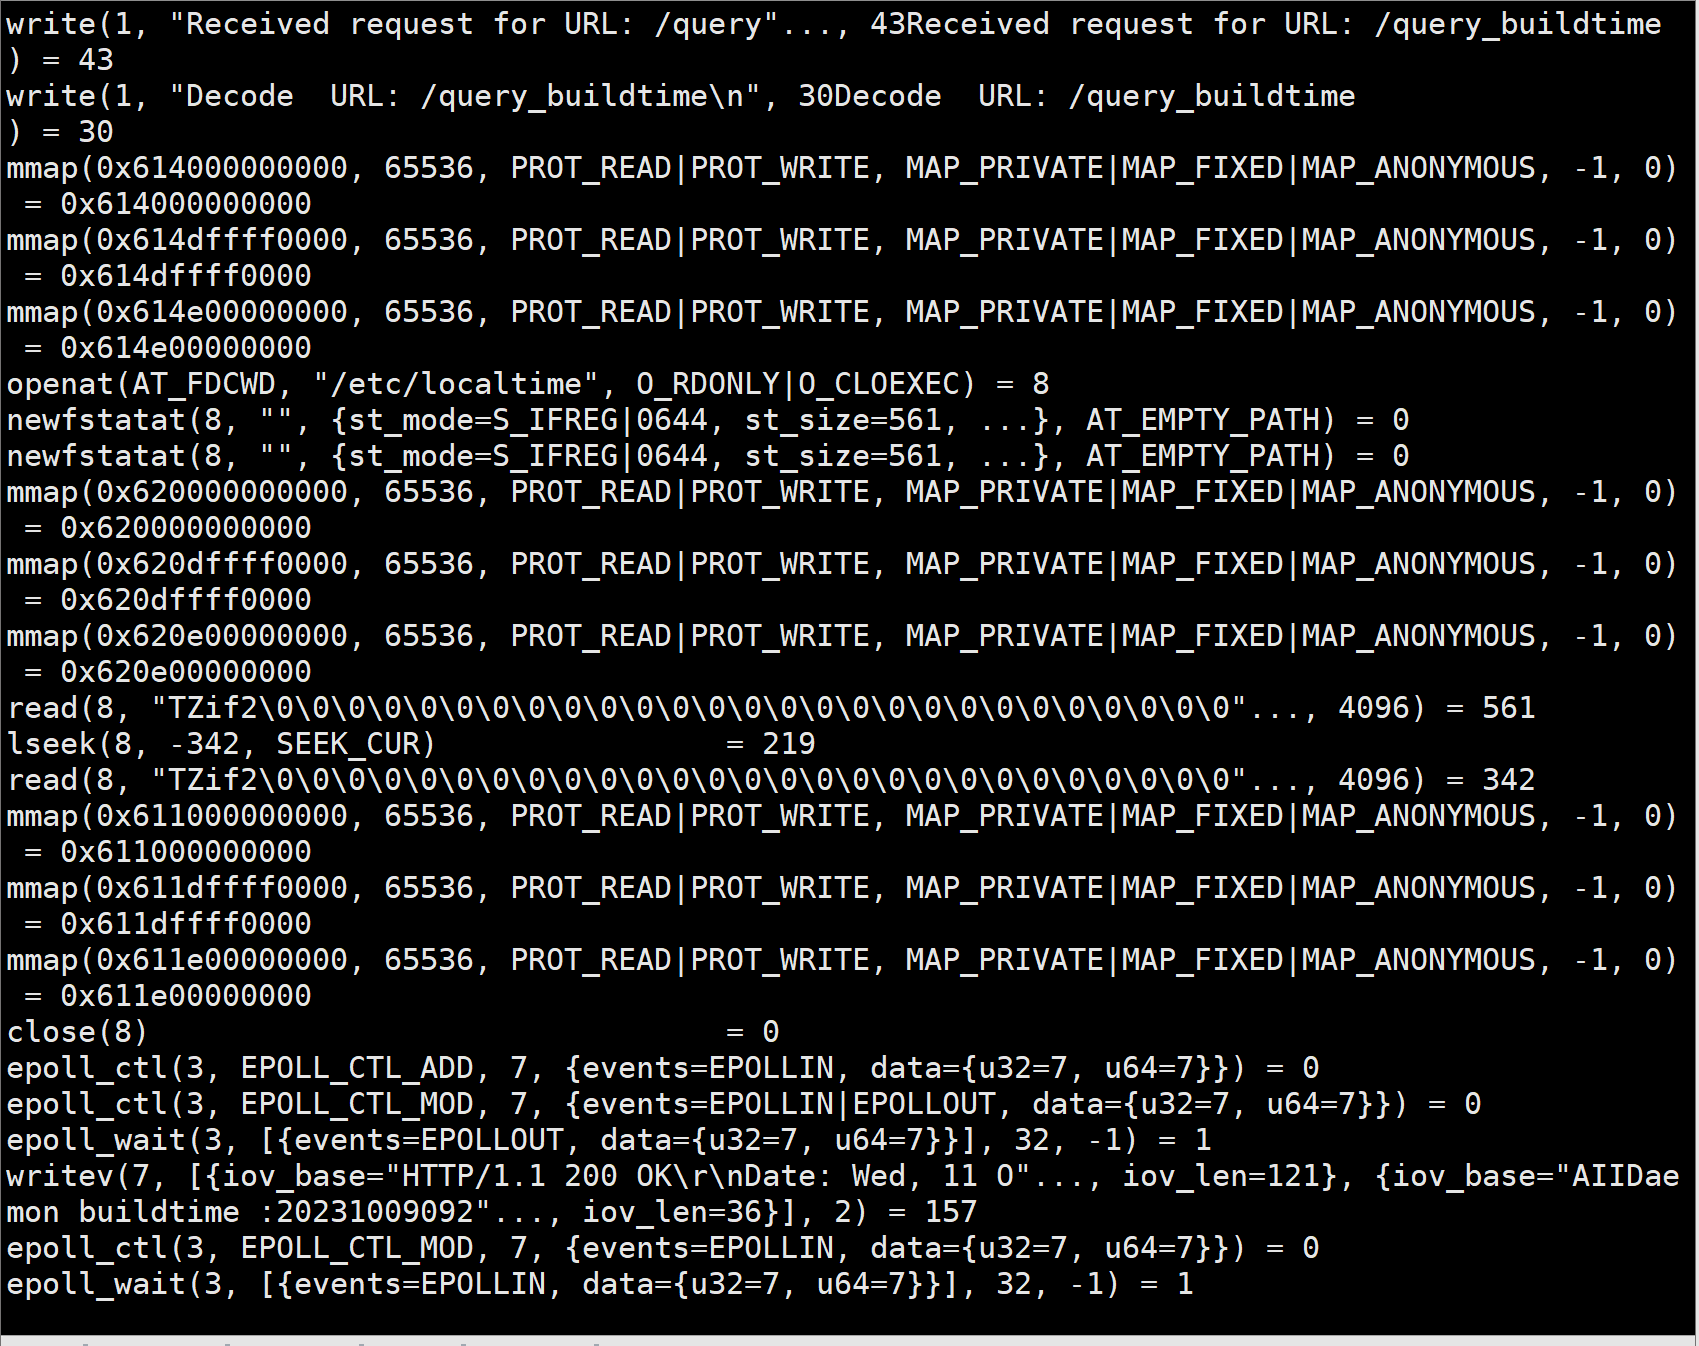 write(1, "Received request for URL: /query"..., 43Received request for URL: /query_buildtime
) = 43
write(1, "Decode  URL: /query_buildtime\n", 30Decode  URL: /query_buildtime
) = 30
mmap(0x614000000000, 65536, PROT_READ|PROT_WRITE, MAP_PRIVATE|MAP_FIXED|MAP_ANONYMOUS, -1, 0)
 = 0x614000000000
mmap(0x614dffff0000, 65536, PROT_READ|PROT_WRITE, MAP_PRIVATE|MAP_FIXED|MAP_ANONYMOUS, -1, 0)
 = 0x614dffff0000
mmap(0x614e00000000, 65536, PROT_READ|PROT_WRITE, MAP_PRIVATE|MAP_FIXED|MAP_ANONYMOUS, -1, 0)
 = 0x614e00000000
openat(AT_FDCWD, "/etc/localtime", O_RDONLY|O_CLOEXEC) = 8
newfstatat(8, "", {st_mode=S_IFREG|0644, st_size=561, ...}, AT_EMPTY_PATH) = 0
newfstatat(8, "", {st_mode=S_IFREG|0644, st_size=561, ...}, AT_EMPTY_PATH) = 0
mmap(0x620000000000, 65536, PROT_READ|PROT_WRITE, MAP_PRIVATE|MAP_FIXED|MAP_ANONYMOUS, -1, 0)
 = 0x620000000000
mmap(0x620dffff0000, 65536, PROT_READ|PROT_WRITE, MAP_PRIVATE|MAP_FIXED|MAP_ANONYMOUS, -1, 0)
 = 0x620dffff0000
mmap(0x620e00000000, 65536, PROT_READ|PROT_WRITE, MAP_PRIVATE|MAP_FIXED|MAP_ANONYMOUS, -1, 0)
 = 0x620e00000000
read(8, "TZif2\0\0\0\0\0\0\0\0\0\0\0\0\0\0\0\0\0\0\0\0\0\0\0\0\0\0\0"..., 4096) = 561
lseek(8, -342, SEEK_CUR)                = 219
read(8, "TZif2\0\0\0\0\0\0\0\0\0\0\0\0\0\0\0\0\0\0\0\0\0\0\0\0\0\0\0"..., 4096) = 342
mmap(0x611000000000, 65536, PROT_READ|PROT_WRITE, MAP_PRIVATE|MAP_FIXED|MAP_ANONYMOUS, -1, 0)
 = 0x611000000000
mmap(0x611dffff0000, 65536, PROT_READ|PROT_WRITE, MAP_PRIVATE|MAP_FIXED|MAP_ANONYMOUS, -1, 0)
 = 0x611dffff0000
mmap(0x611e00000000, 65536, PROT_READ|PROT_WRITE, MAP_PRIVATE|MAP_FIXED|MAP_ANONYMOUS, -1, 0)
 = 0x611e00000000
close(8)                                = 0
epoll_ctl(3, EPOLL_CTL_ADD, 7, {events=EPOLLIN, data={u32=7, u64=7}}) = 0
epoll_ctl(3, EPOLL_CTL_MOD, 7, {events=EPOLLIN|EPOLLOUT, data={u32=7, u64=7}}) = 0
epoll_wait(3, [{events=EPOLLOUT, data={u32=7, u64=7}}], 32, -1) = 1
writev(7, [{iov_base="HTTP/1.1 200 OK\r\nDate: Wed, 11 O"..., iov_len=121}, {iov_base="AIIDae
mon buildtime :20231009092"..., iov_len=36}], 2) = 157
epoll_ctl(3, EPOLL_CTL_MOD, 7, {events=EPOLLIN, data={u32=7, u64=7}}) = 0
epoll_wait(3, [{events=EPOLLIN, data={u32=7, u64=7}}], 32, -1) = 1